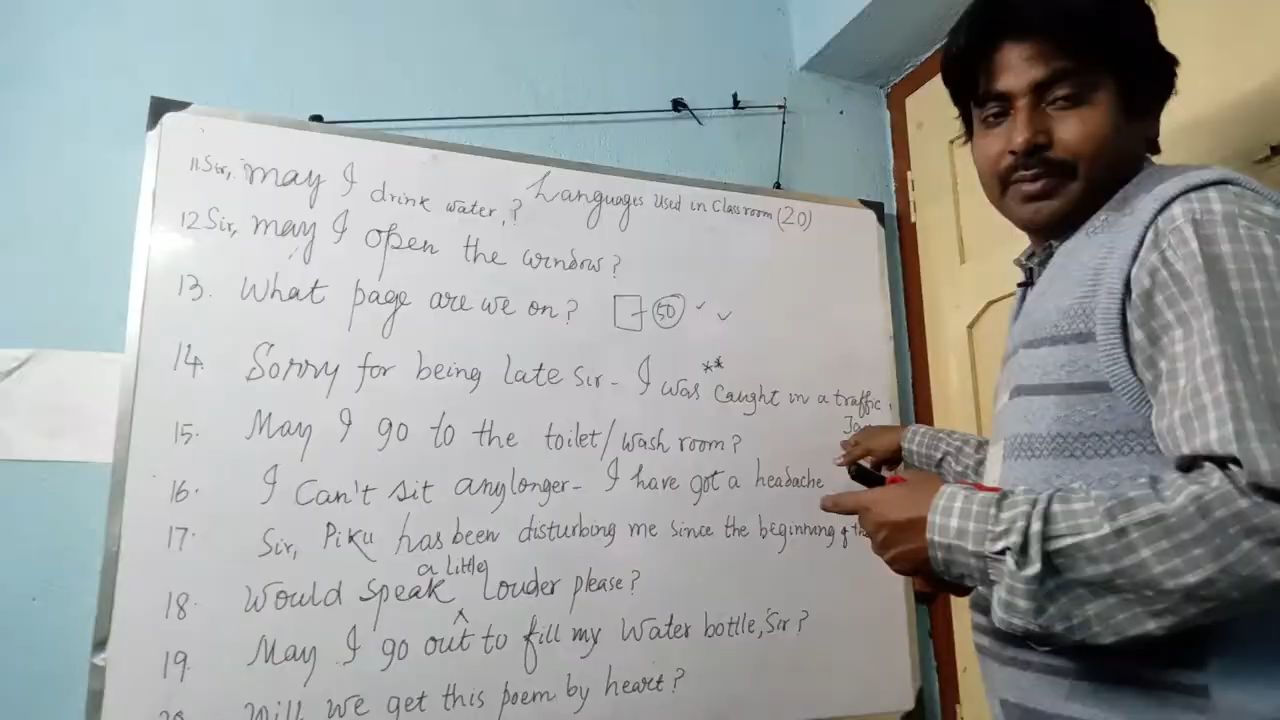 Languages Used in Classroom (20)
11. Sir, may I drink water,?
12 Sir, may I open the window?
13. What page are we on? 50
14. Sorry for being late sir - I was ** caught in a traffic
15. May I go to the toilet/wash room?
16. I Can't sit anylonger - I have got a headache
17. Sir, Piku has been disturbing me since the beginning of the
a little
18. Would speak ^ Louder please?
19. May I go out to fill my Water bottle, Sir?
Will we get this poem by heart?